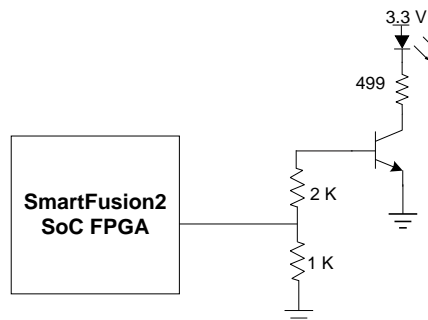 3.3 V
499
SmartFusion2
SoC FPGA
2 K
1 K